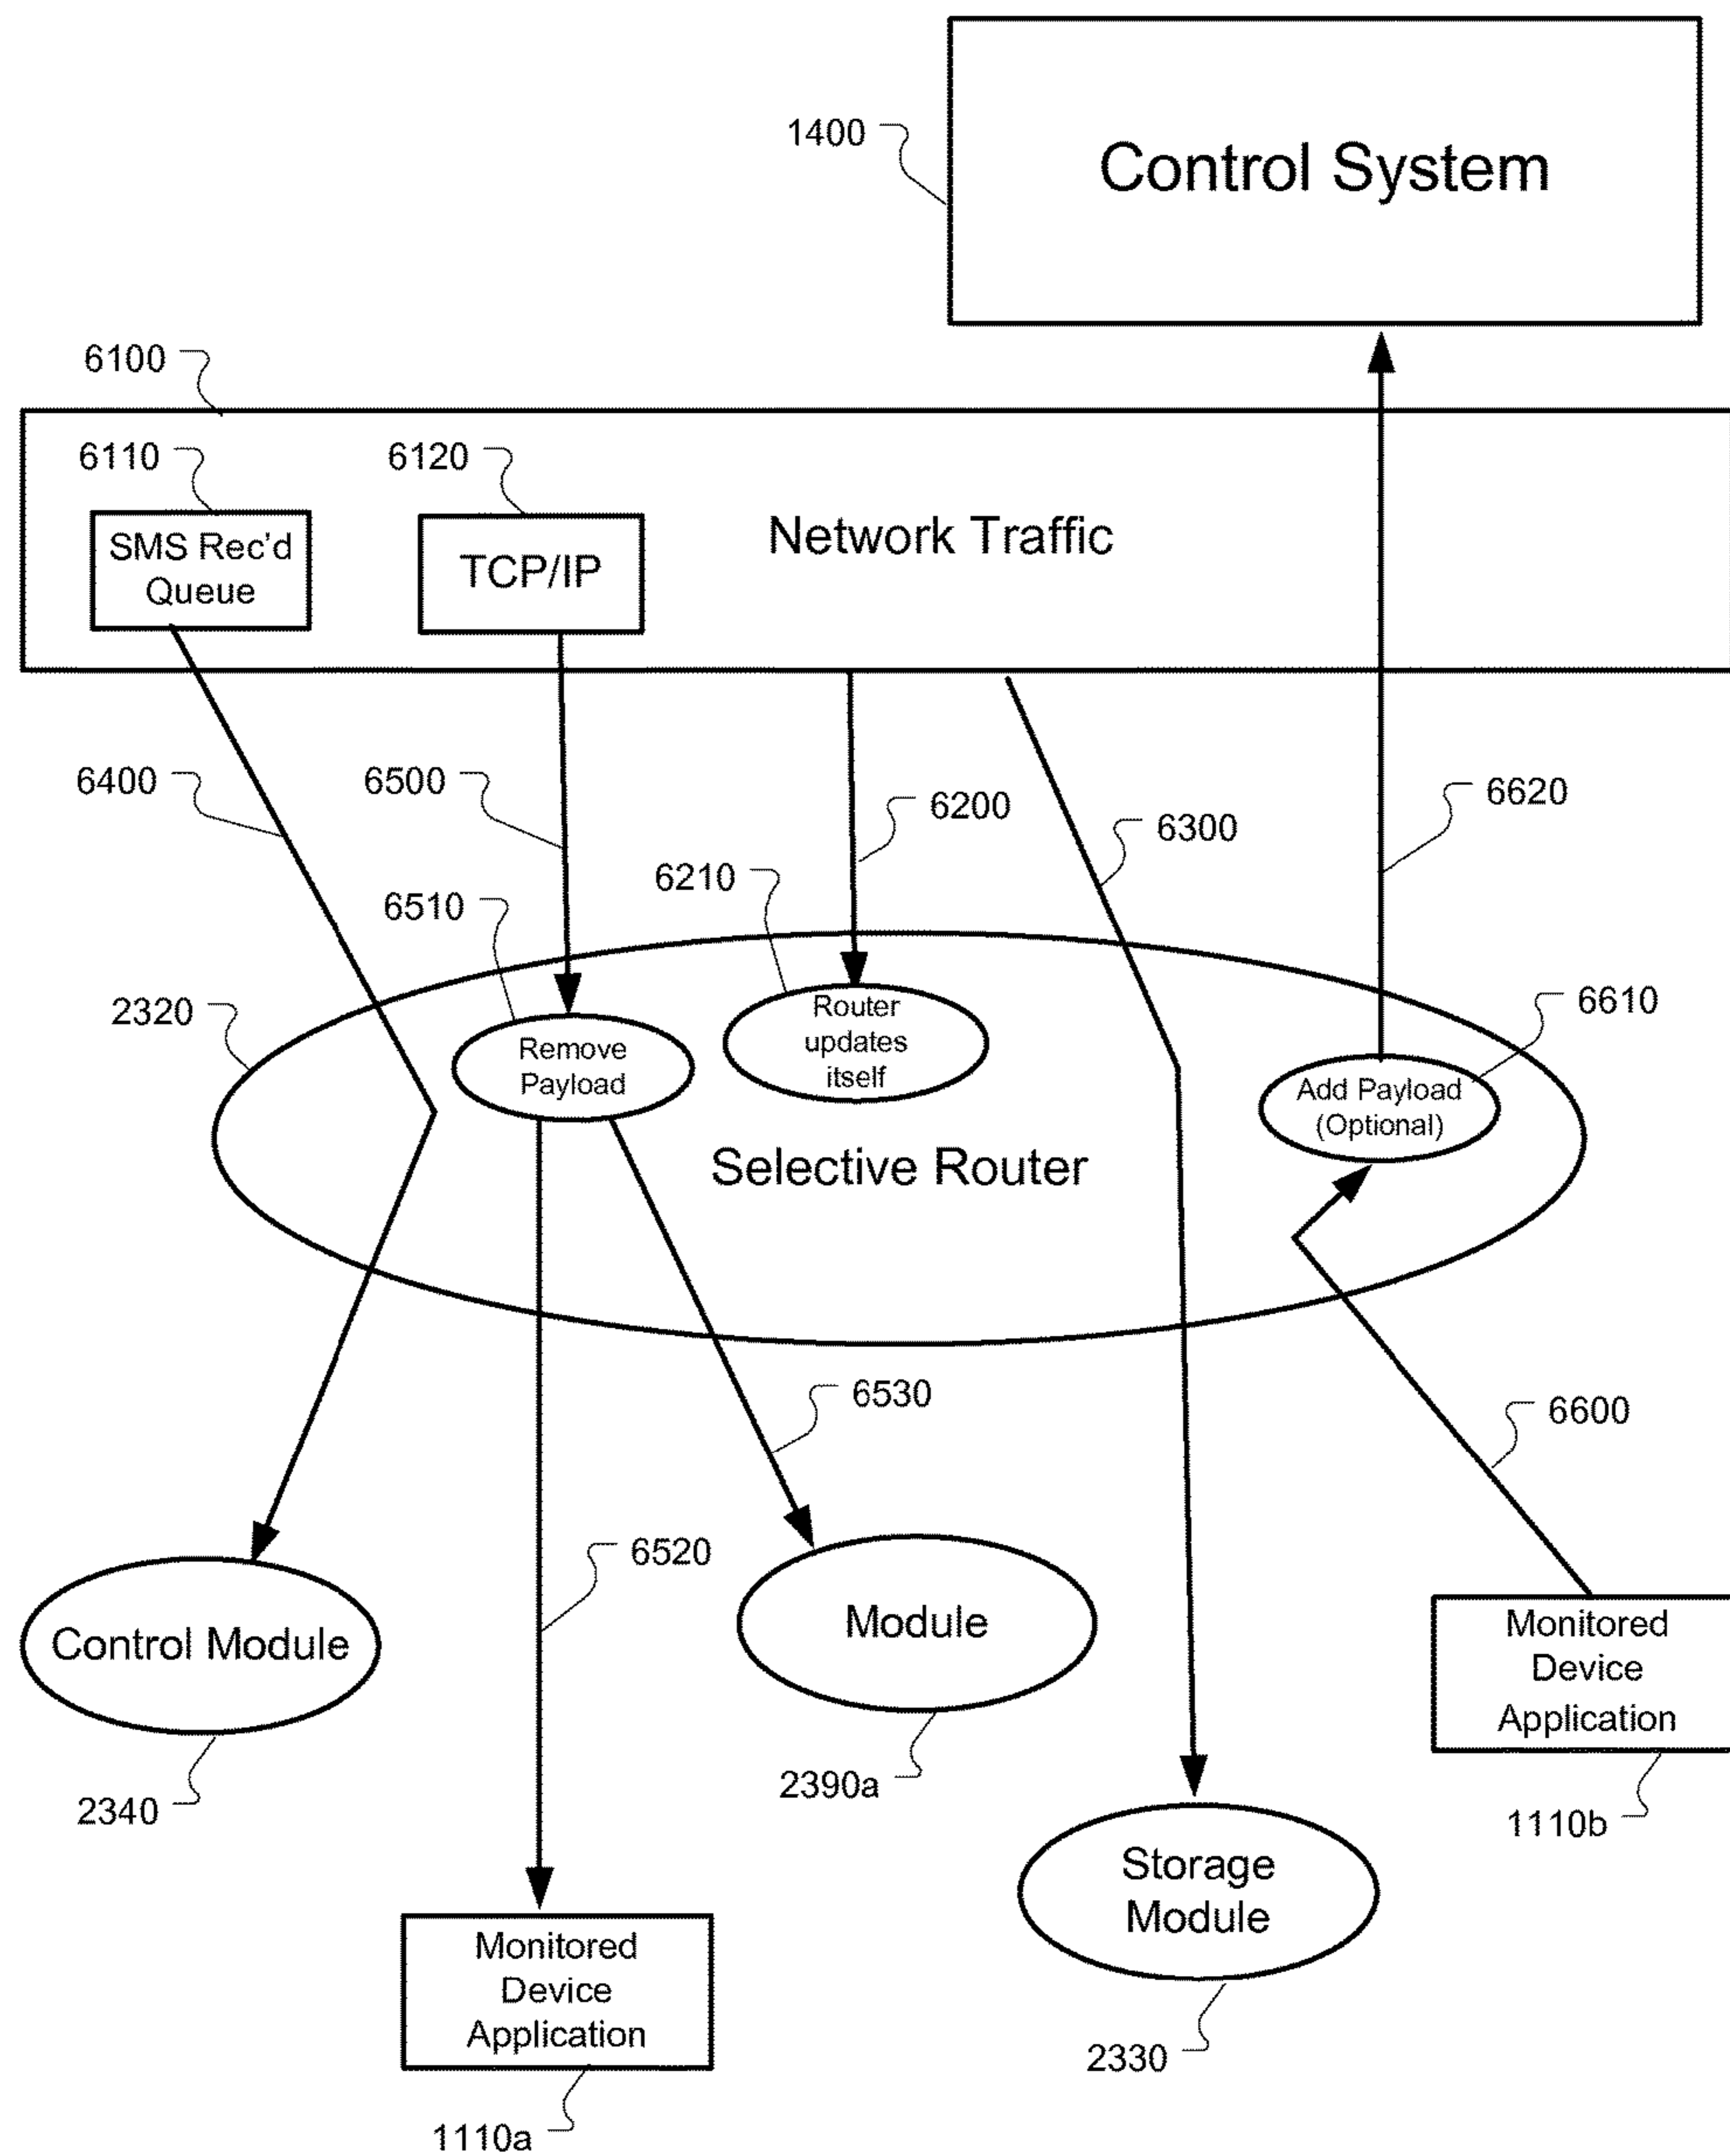 1400
Control System
6100
6110
6120
SMS Rec'd
Queue
TCP/IP
Network Traffic
6400
6500
6200
6300
6620
6510
6210
2320
6610
Remove
Payload
Router
updates
itself
Add Payload
(Optional)
Selective Router
6530
6600
6520
Control Module
Module
Monitored
Device
Application
2340
2390a
1110b
Storage
Module
Monitored
Device
Application
2330
1110a